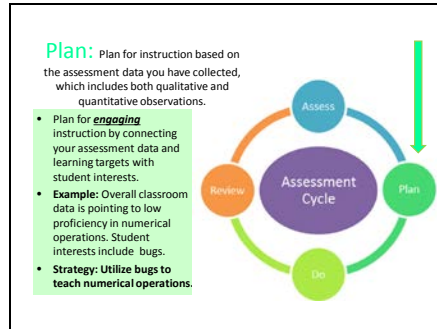 Plan: Plan for instruction based on
the assessment data you have collected,
which includes both qualitative and
quantitative observations.
• Plan for engaging
instruction by connecting
your assessment data and
learning targets with
student interests.
• Example: Overall classroom
data is pointing to low
proficiency in numerical
operations. Student
interests include bugs.
• Strategy: Utilize bugs to
teach numerical operations.
Assess
Review
Assessment
Cycle
Plan
Do